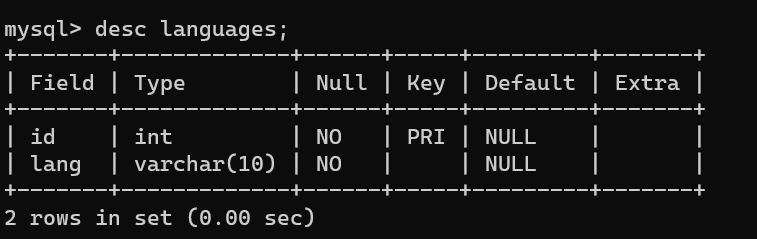 mysql> desc languages;
+-------+-------------+------+-----+---------+-------+
| Field | Type        | Null | Key | Default | Extra |
+-------+-------------+------+-----+---------+-------+
| id    | int         | NO   | PRI | NULL    |       |
| lang  | varchar(10) | NO   |     | NULL    |       |
+-------+-------------+------+-----+---------+-------+
2 rows in set (0.00 sec)